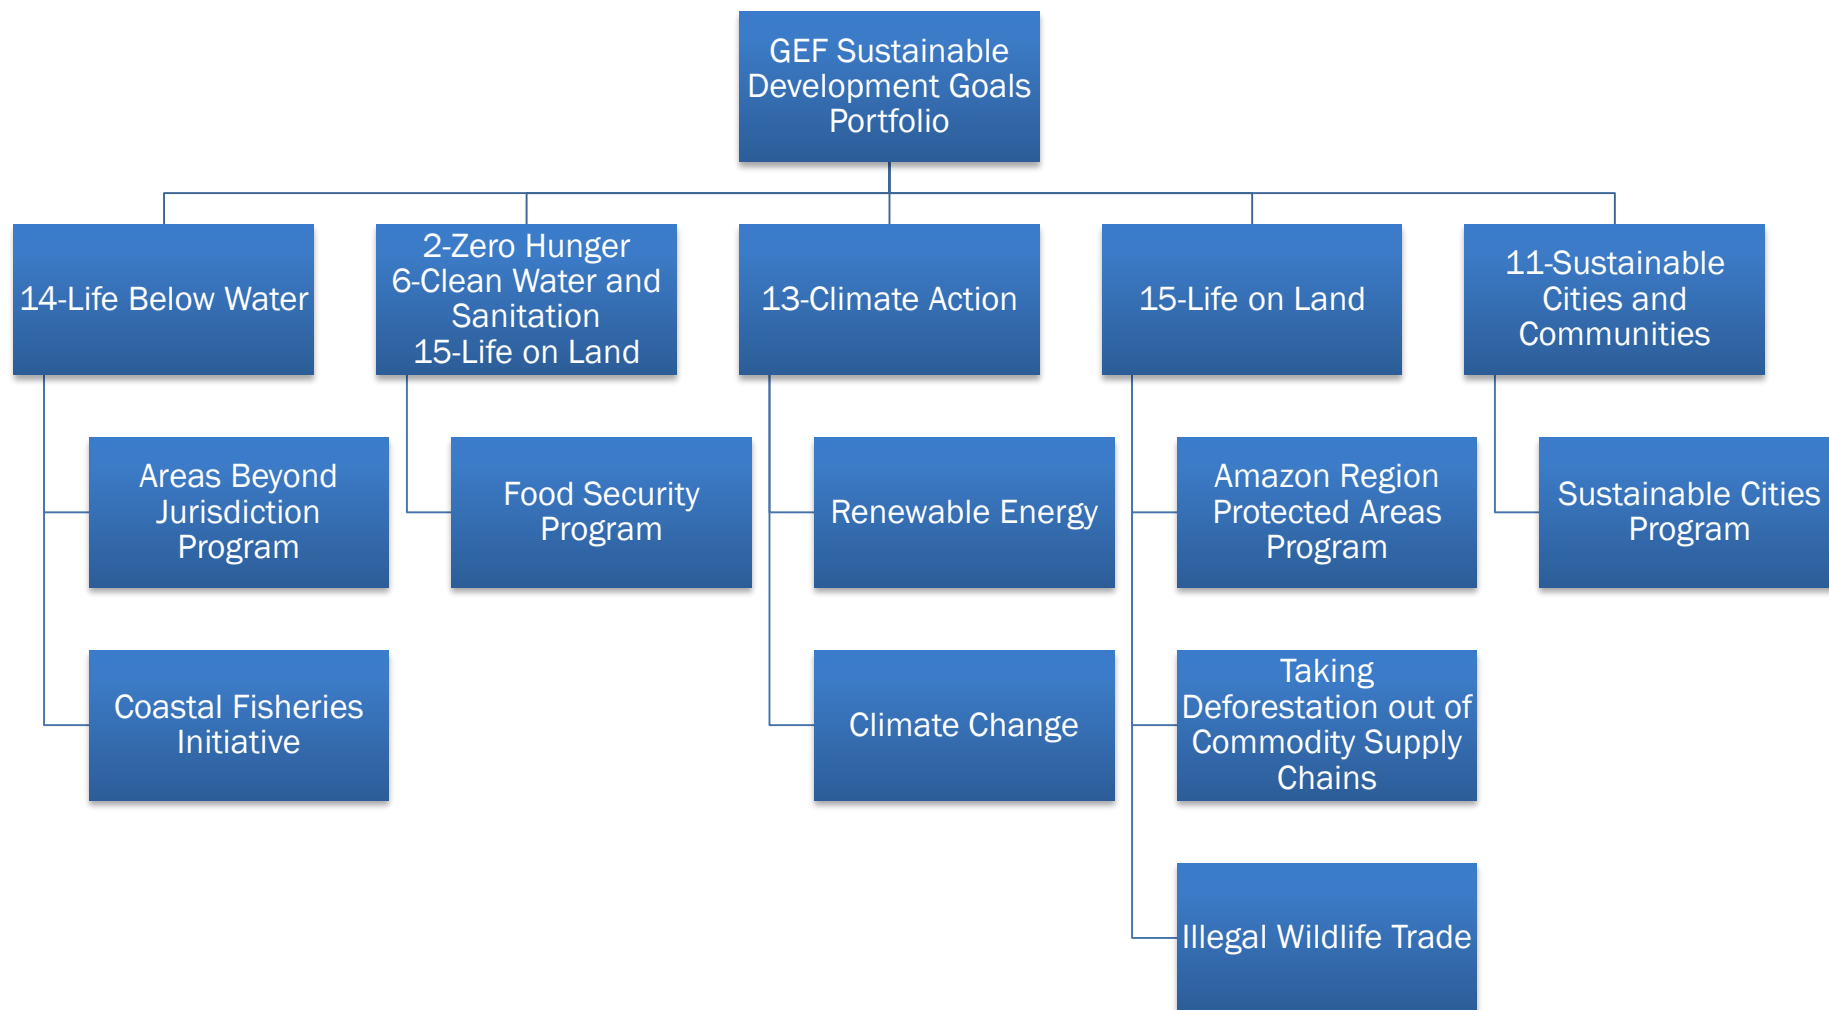 GEF Sustainable
Development Goals
Portfolio
14-Life Below Water
2-Zero Hunger
6-Clean Water and
Sanitation
15-Life on Land
13-Climate Action
15-Life on Land
11-Sustainable
Cities and
Communities
Areas Beyond
Jurisdiction
Program
Food Security
Program
Renewable Energy
Amazon Region
Protected Areas
Program
Sustainable Cities
Program
Coastal Fisheries
Initiative
Climate Change
Taking
Deforestation out of
Commodity Supply
Chains
Illegal Wildlife Trade